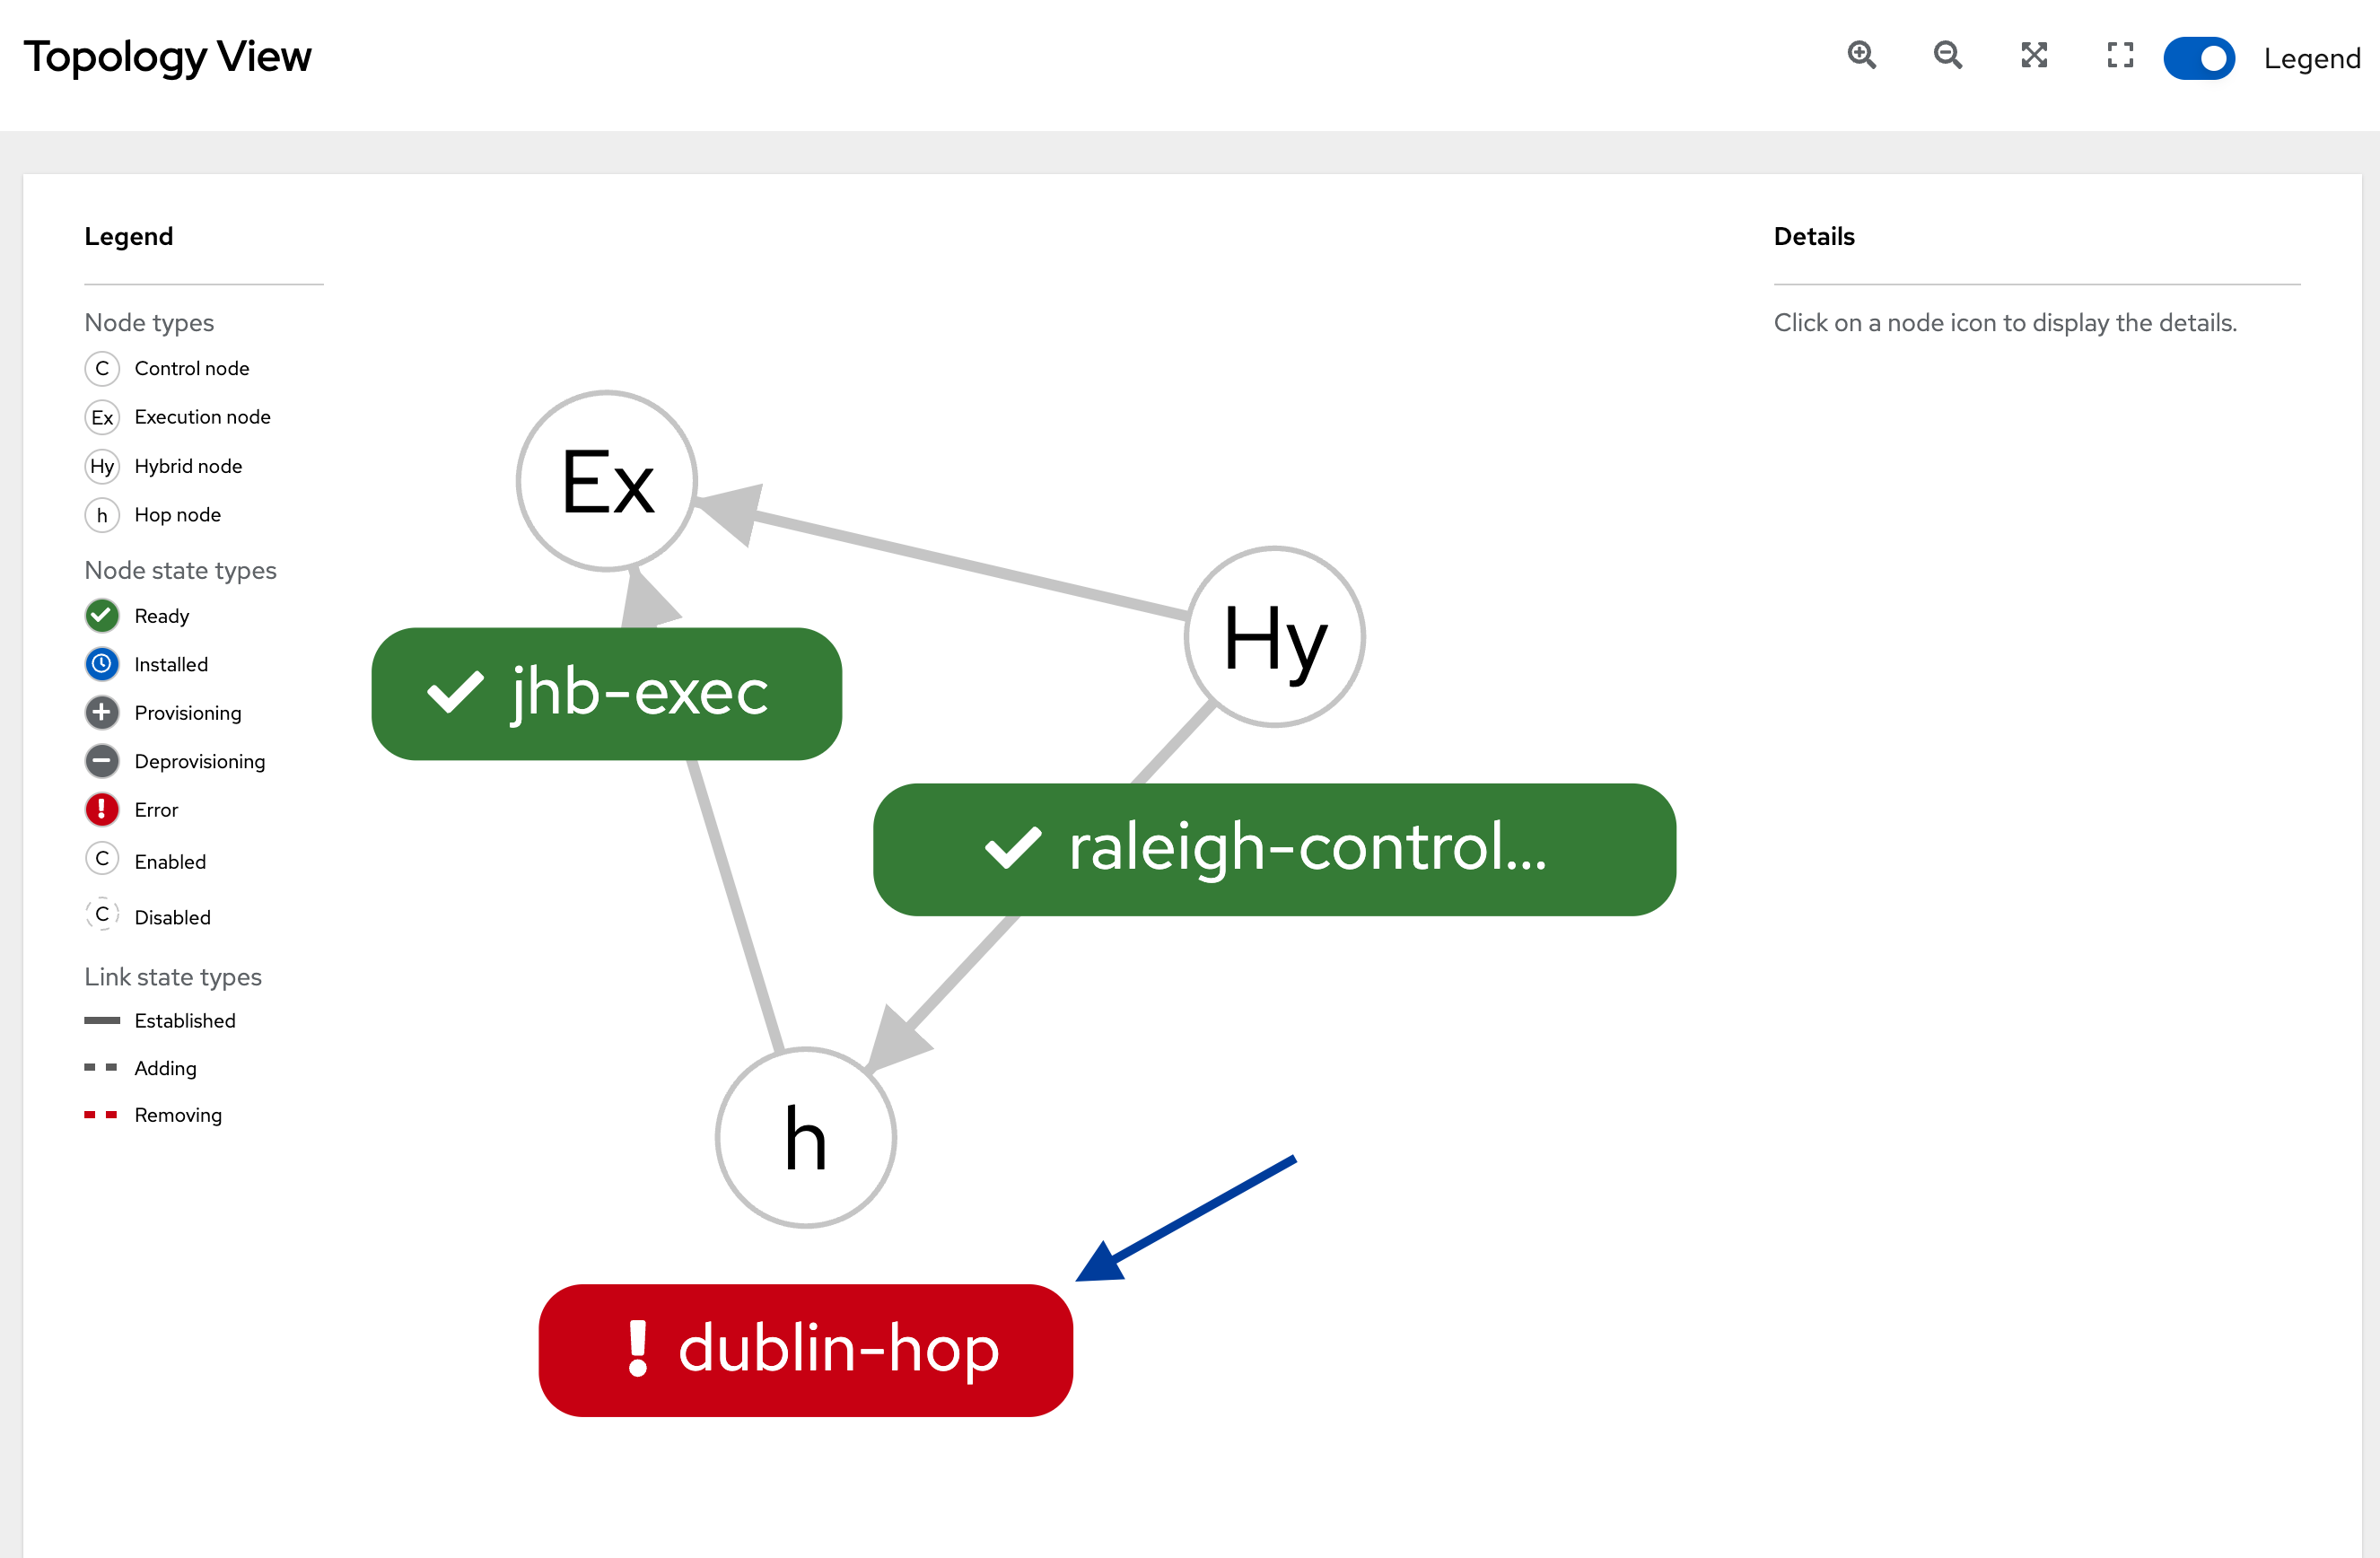 Topology View
Legend
Legend
Node types
C Control node
Ex Execution node
Hy Hybrid node
h Hop node
Node state types
Ready
Installed
Provisioning
Deprovisioning
! Error
C Enabled
C Disabled
Link state types
Established
Adding
Removing
Ex
jhb-exec
Hy
raleigh-control...
h
! dublin-hop
Details
Click on a node icon to display the details.